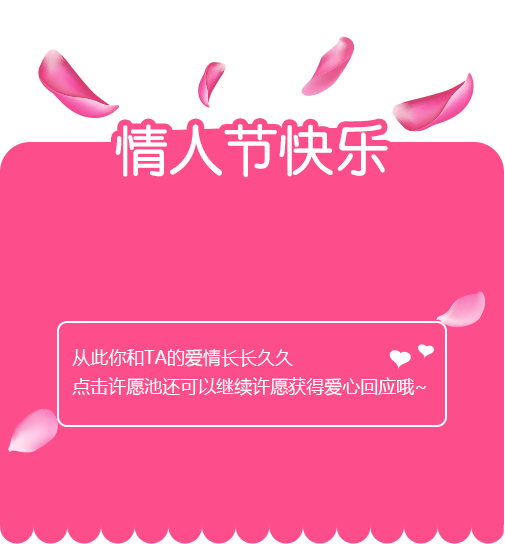 情人节快乐
从此你和TA的爱情长长久久
点击许愿池还可以继续许愿获得爱心回应哦~